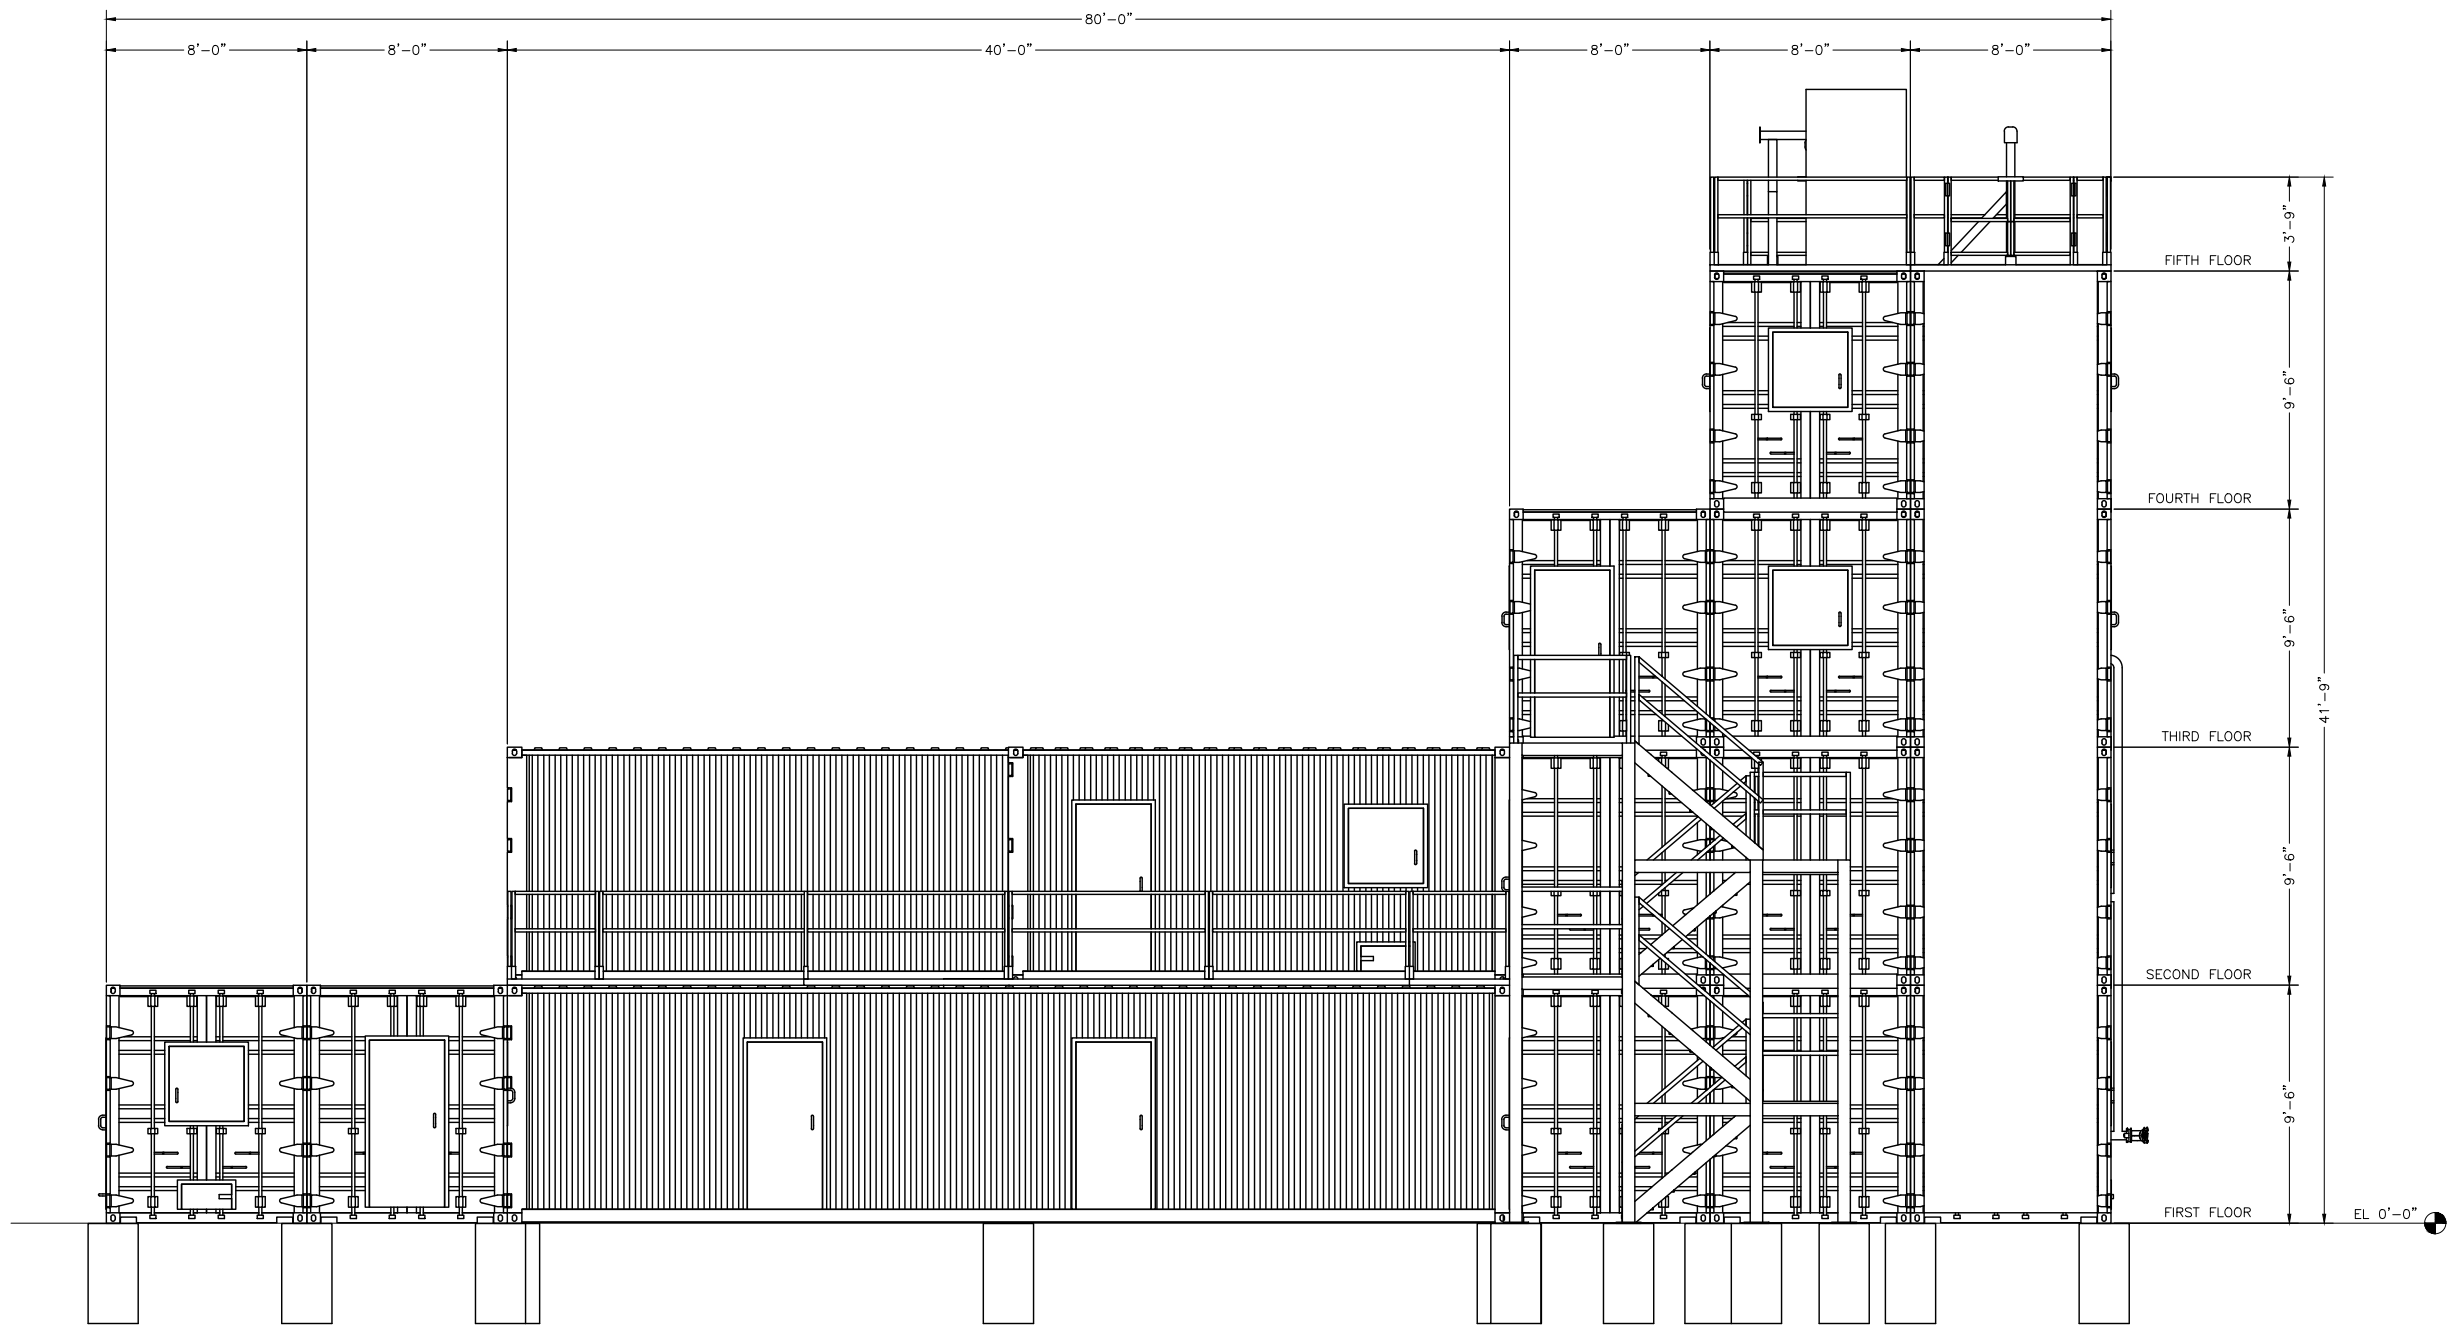 80'-0"
8'-0"
8'-0"
40'-0"
8'-0"
8'-0"
8'-0"
3'-9"
FIFTH FLOOR
9'-6"
FOURTH FLOOR
9'-6"
41'-9"
THIRD FLOOR
9'-6"
SECOND FLOOR
9'-6"
FIRST FLOOR
EL 0'-0"